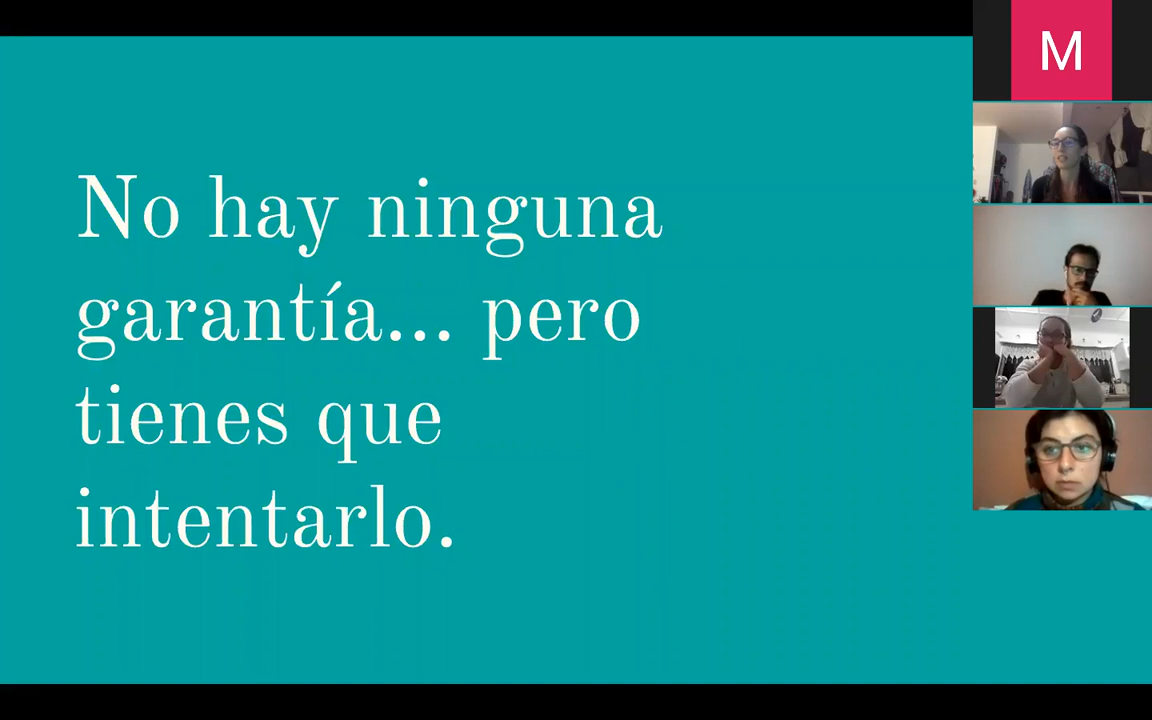 No hay ninguna
garantía... pero
tienes que
intentarlo.
M